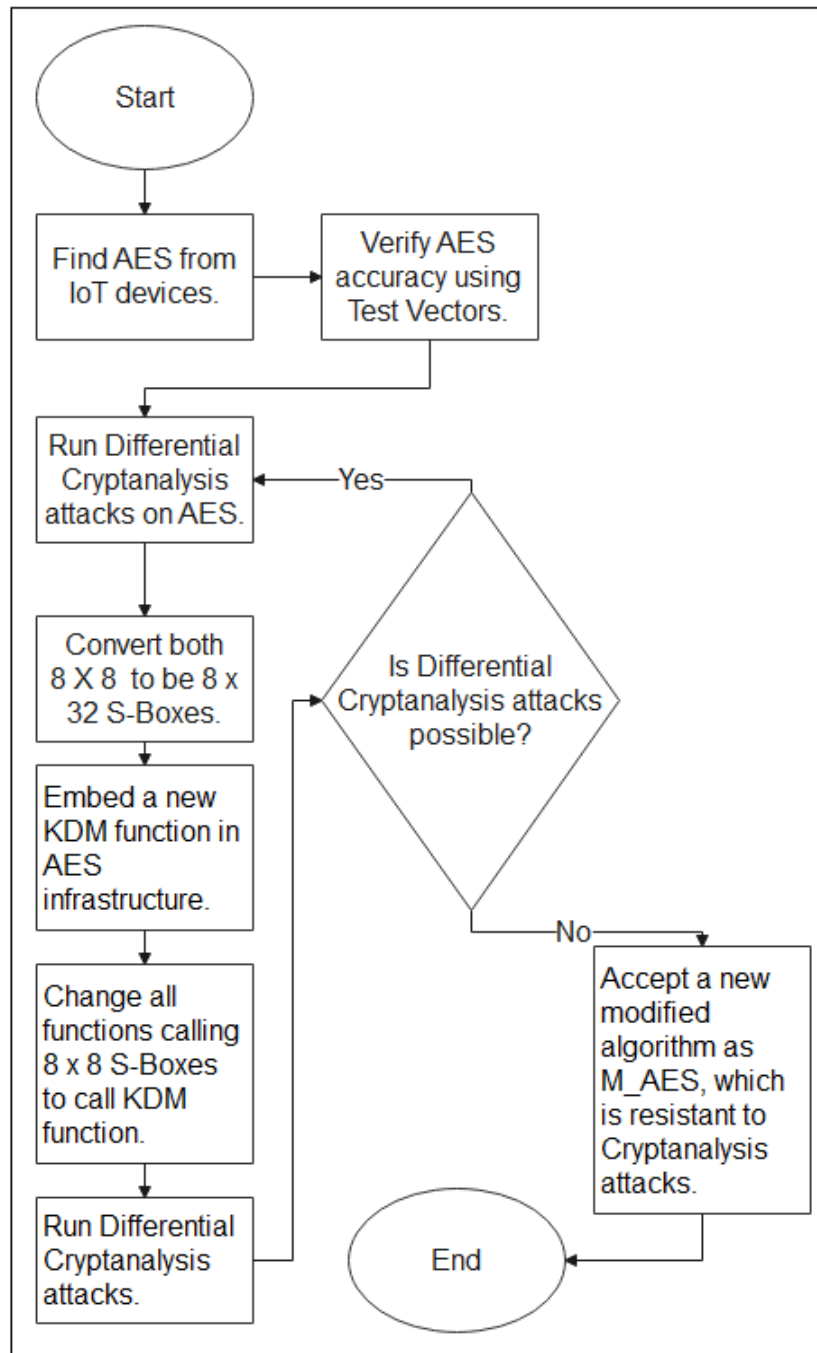 Start
Find AES from
IoT devices.
Verify AES
accuracy using
Test Vectors.
Run Differential
Cryptanalysis
attacks on AES.
Yes
Convert both
8 X 8 to be 8 x
32 S-Boxes.
Is Differential
Cryptanalysis attacks
possible?
Embed a new
KDM function in
AES
infrastructure.
Change all
functions calling
8 x 8 S-Boxes
to call KDM
function.
Run Differential
Cryptanalysis
attacks.
No
Accept a new
modified
algorithm as
M_AES, which
is resistant to
Cryptanalysis
attacks.
End